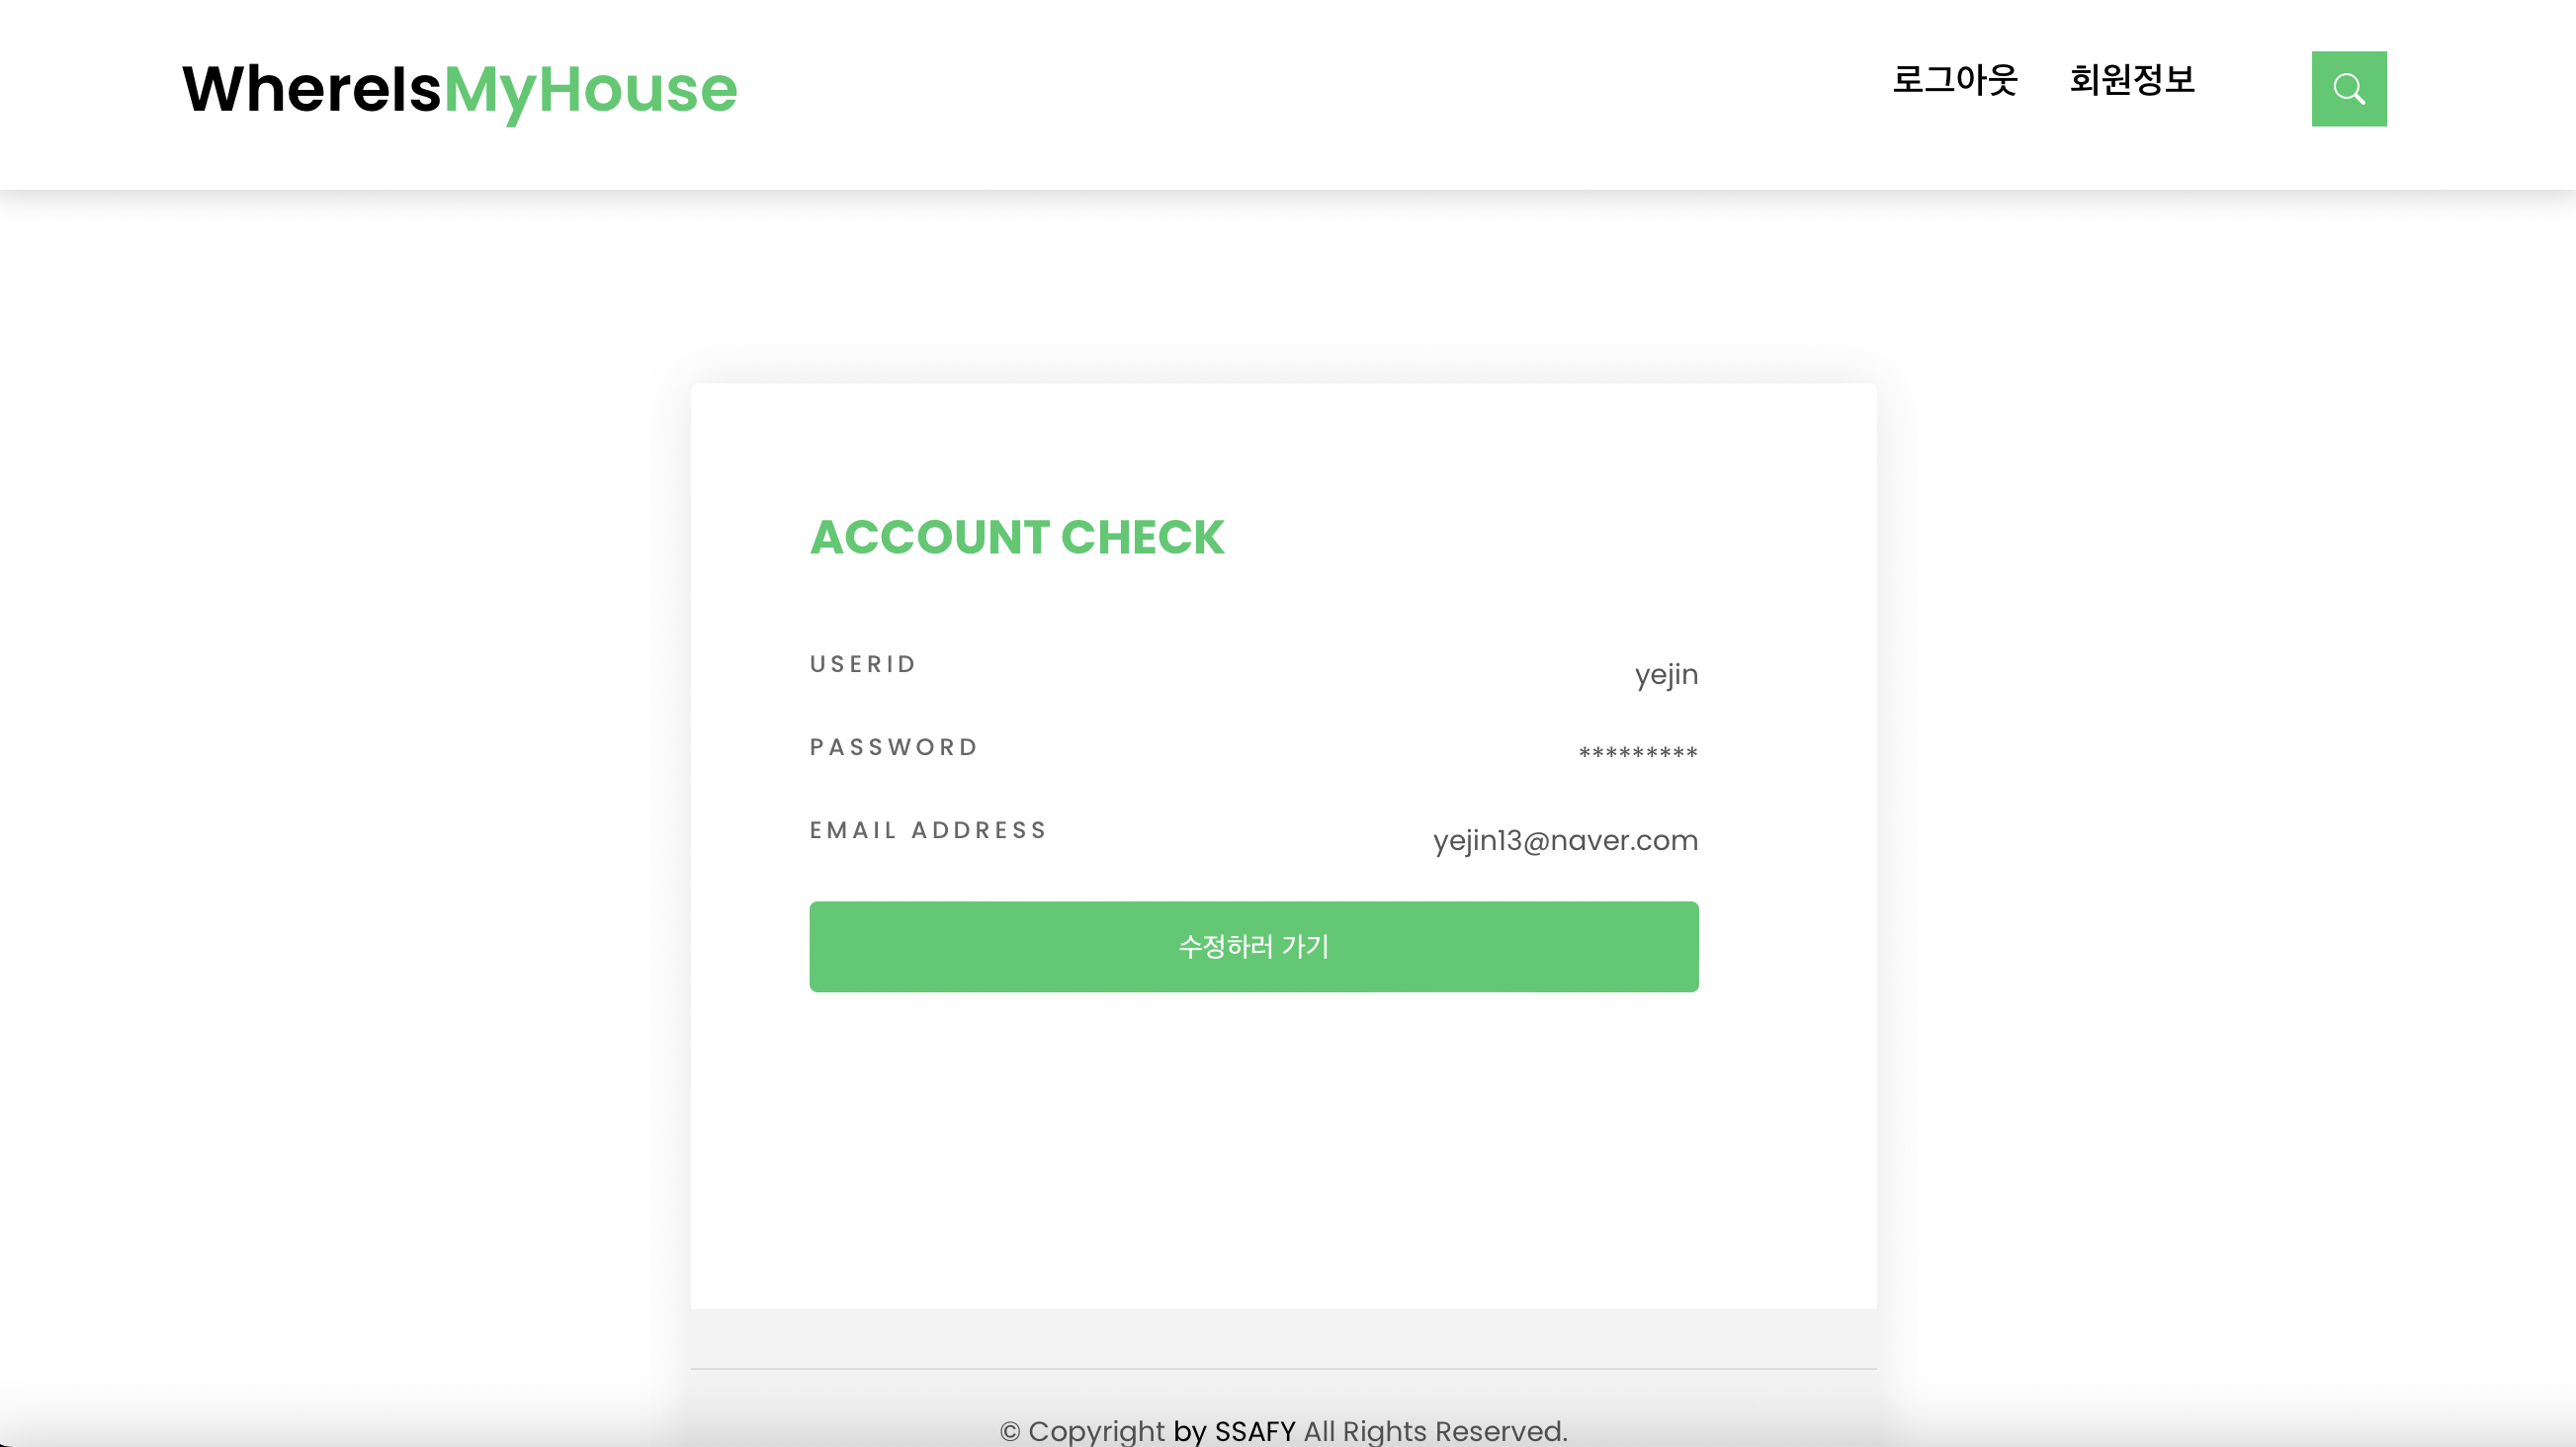 WhereIsMyHouse
로그아웃 회원정보
ACCOUNT CHECK
USERID yejin
PASSWORD *********
EMAIL ADDRESS yejin13@naver.com
수정하러 가기
© Copyright by SSAFY All Rights Reserved.